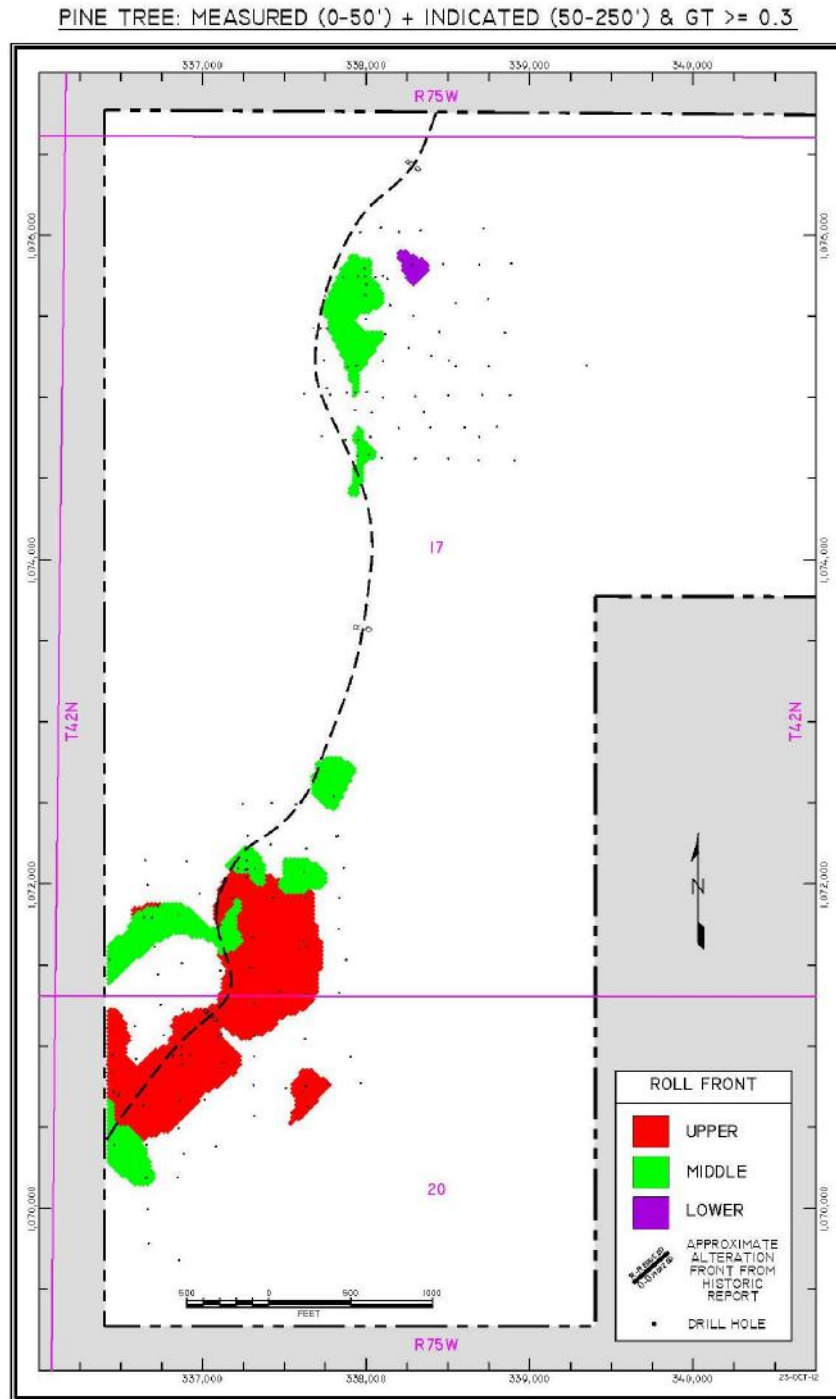 PINE TREE: MEASURED (0-50') + INDICATED (50-250') & GT >= 0.3
337,000 338,000 339,000 340,000
R75W
R
O
1,076,000 1,076,000
17
1,074,000 1,074,000
R
O
T42N T42N
N
1,072,000 1,072,000
ROLL FRONT
UPPER
MIDDLE
LOWER
20
1,070,000 1,070,000
APPROXIMATE
ALTERATION
FRONT FROM
HISTORIC
REPORT
500 0 500 1000
FEET
DRILL HOLE
R75W
23-OCT-12
337,000 338,000 339,000 340,000